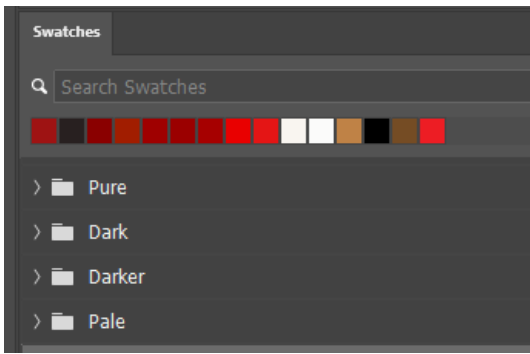 Swatches
Search Swatches
Pure
Dark
Darker
Pale